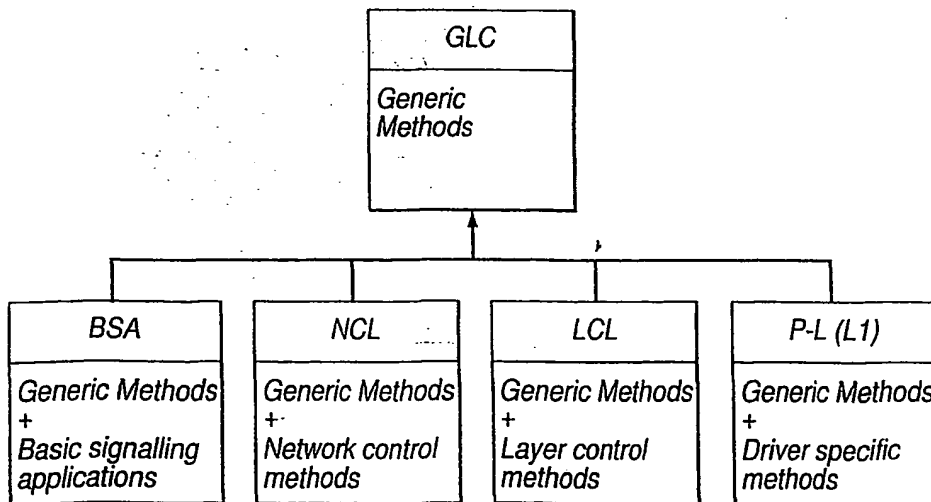 GLC
Generic
Methods
BSA
Generic Methods
+
Basic signalling
applications
NCL
Generic Methods
+
Network control
methods
LCL
Generic Methods
+
Layer control
methods
P-L (L1)
Generic Methods
+
Driver specific
methods